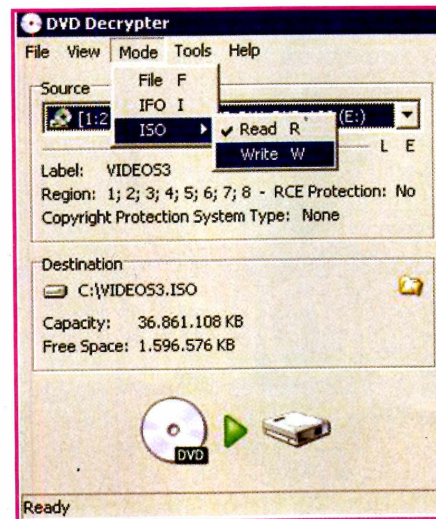 DVD Decrypter
File View Mode Tools Help
File F
IFO I
ISO
Read R
Write W
Source
[1:2
(E:)
L E
Label: VIDEOS3
Region: 1; 2; 3; 4; 5; 6; 7; 8 - RCE Protection: No
Copyright Protection System Type: None
Destination
C:\VIDEOS3.ISO
Capacity: 36.861.108 KB
Free Space: 1.596.576 KB
DVD
Ready